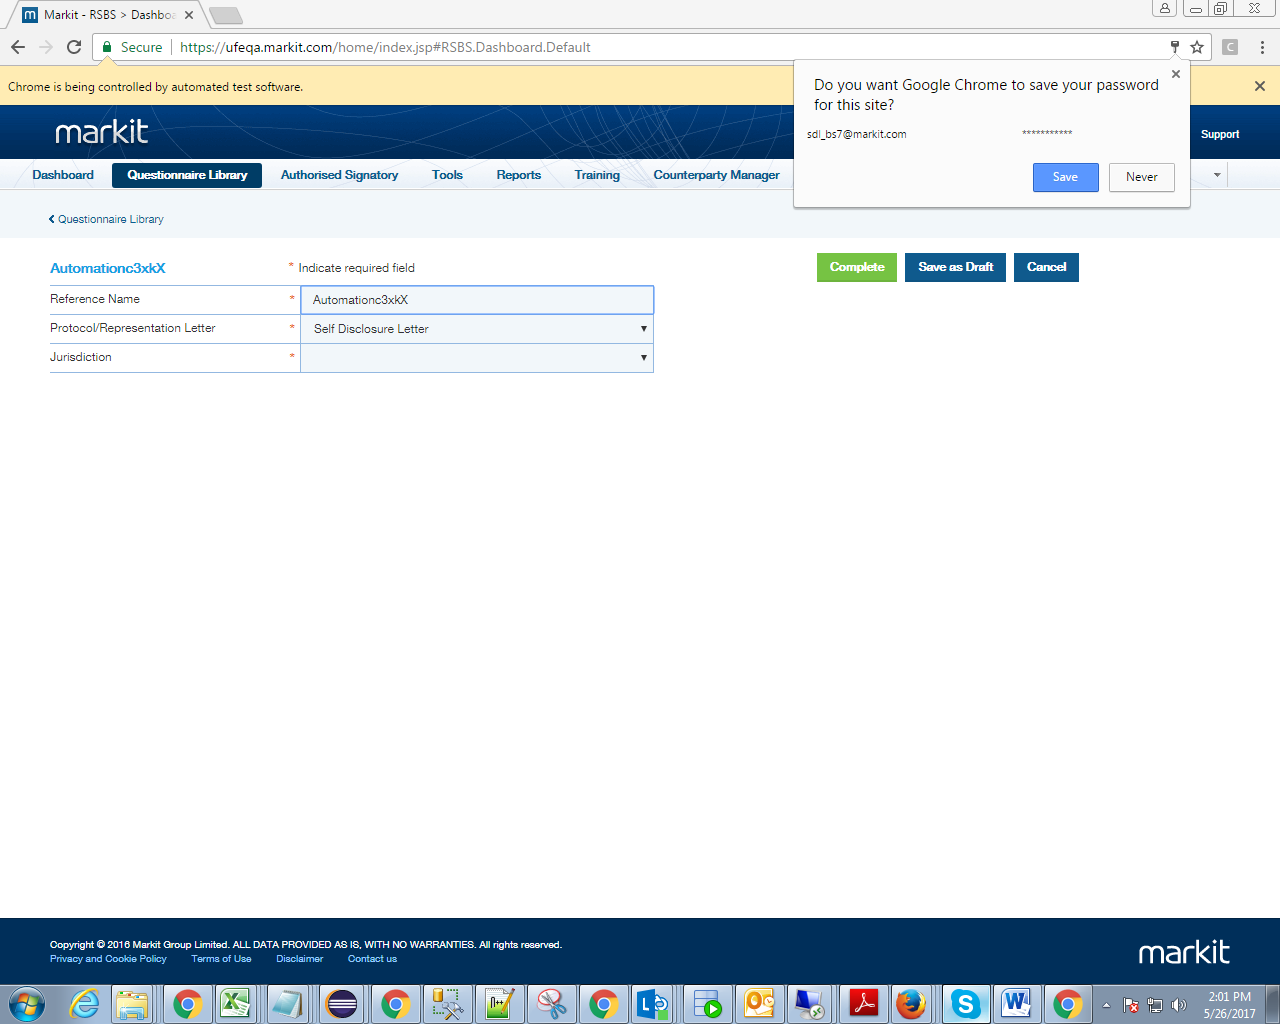 Markit - RSBS > Dashboa
Secure https://ufeqa.markit.com/home/index.jsp#RSBS.Dashboard.Default
C
Chrome is being controlled by automated test software.
Do you want Google Chrome to save your password
for this site?
sdl_bs7@markit.com ***********
Save Never
markit
Support
Dashboard Questionnaire Library Authorised Signatory Tools Reports Training Counterparty Manager
Questionnaire Library
Automationc3xkX * Indicate required field
Complete Save as Draft Cancel
Reference Name * Automationc3xkX
Protocol/Representation Letter * Self Disclosure Letter
Jurisdiction *
Copyright © 2016 Markit Group Limited. ALL DATA PROVIDED AS IS, WITH NO WARRANTIES. All rights reserved.
Privacy and Cookie Policy Terms of Use Disclaimer Contact us
markit
2:01 PM
5/26/2017